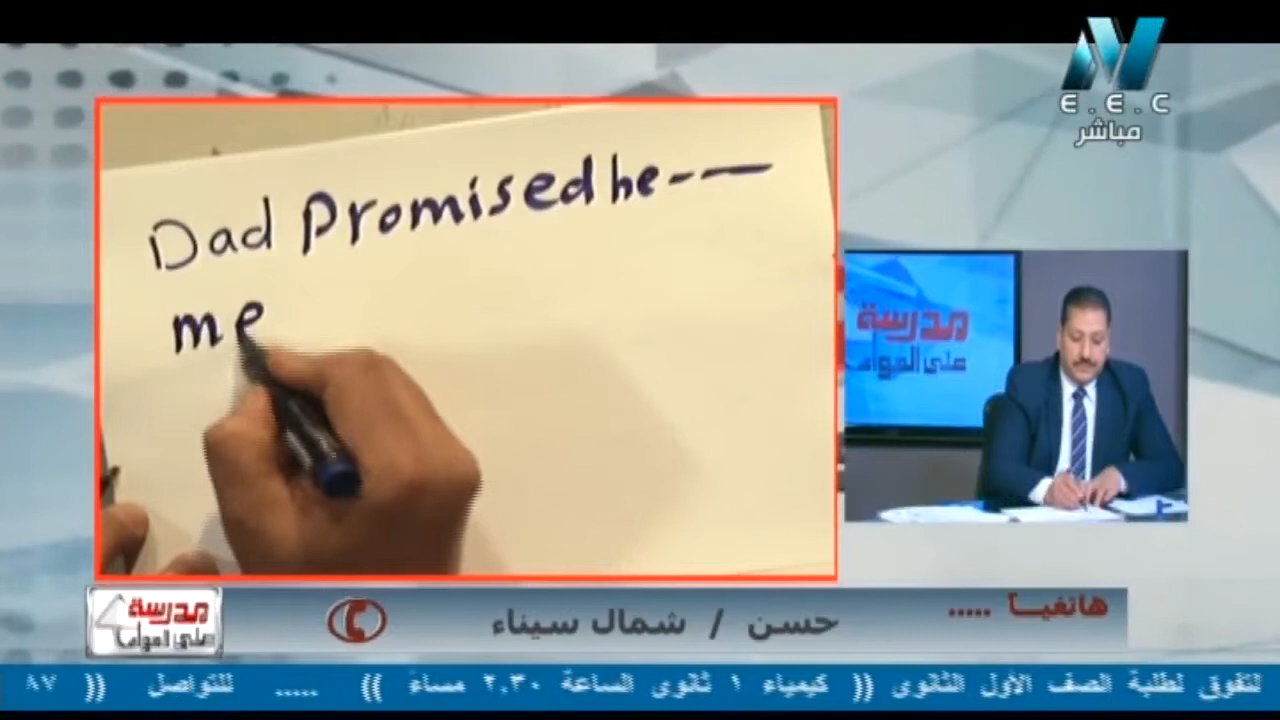 E.E.C
مباشر
Dad Promised he---
me
مدرسة
على الهواء
هاتفياً .....
حسن / شمال سيناء
مدرسة
على الهواء
للتفوق لطلبة الصف الأول الثانوى (( كيمياء ١ ثانوى الساعة ٢.٣٠ مساءً )) ..... للتواصل (( ٨٧